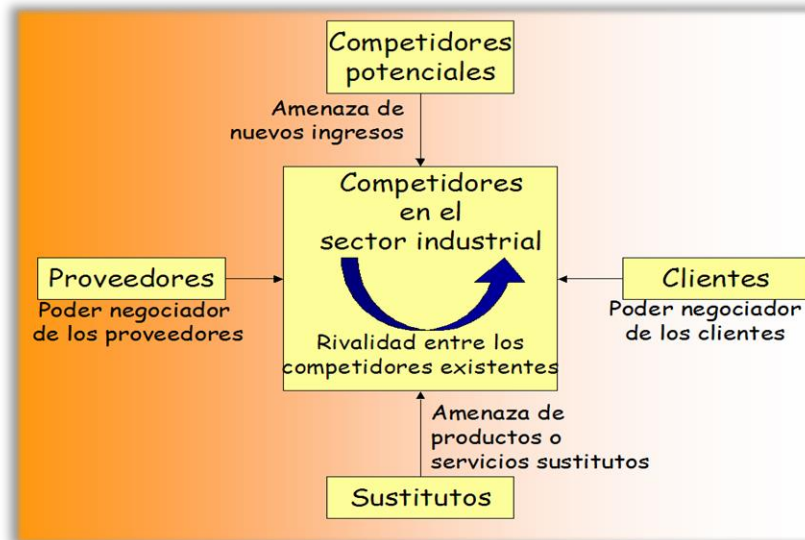 Competidores
potenciales
Amenaza de
nuevos ingresos
Competidores
en el
sector industrial
Proveedores
Poder negociador
de los proveedores
Clientes
Poder negociador
de los clientes
Rivalidad entre los
competidores existentes
Amenaza de
productos o
servicios sustitutos
Sustitutos